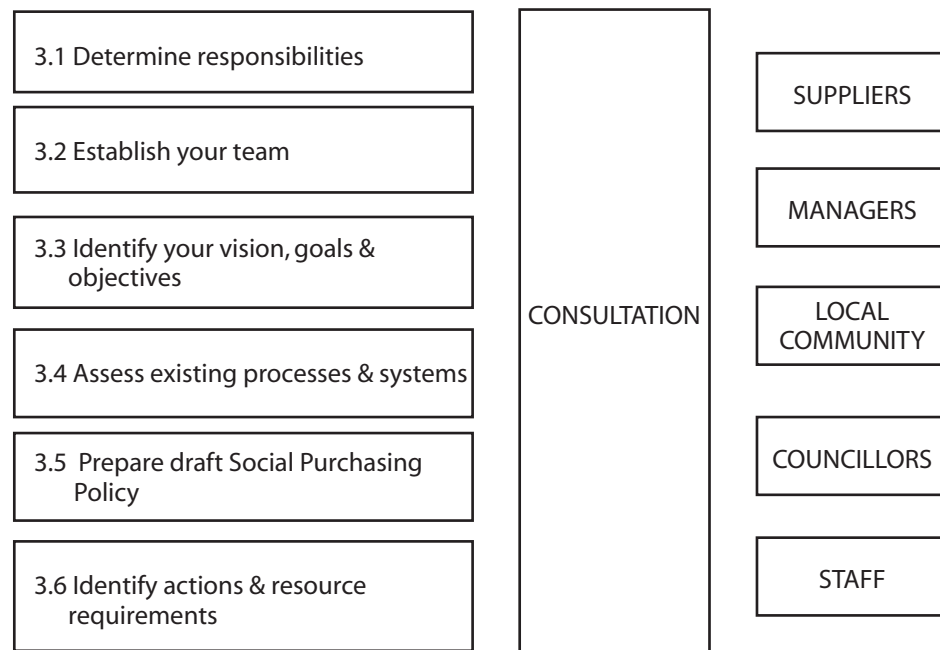 3.1 Determine responsibilities
3.2 Establish your team
3.3 Identify your vision, goals &
objectives
3.4 Assess existing processes & systems
3.5 Prepare draft Social Purchasing
Policy
3.6 Identify actions & resource
requirements
CONSULTATION
SUPPLIERS
MANAGERS
LOCAL
COMMUNITY
COUNCILLORS
STAFF